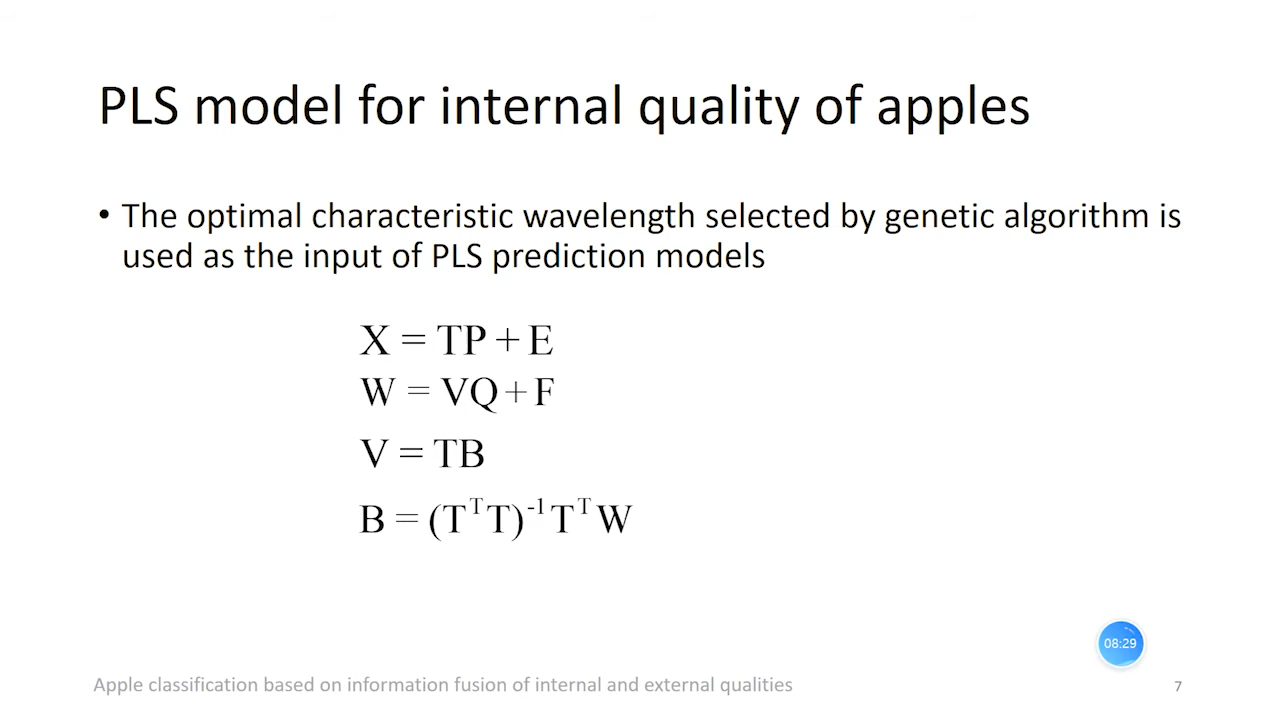 PLS model for internal quality of apples
• The optimal characteristic wavelength selected by genetic algorithm is
used as the input of PLS prediction models
X = TP + E
W = VQ + F
V = TB
B = (TᵀT)⁻¹TᵀW
08:29
Apple classification based on information fusion of internal and external qualities
7